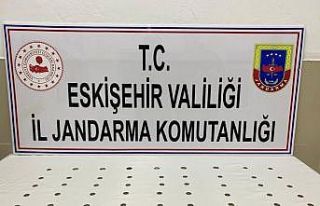 T.C.
ESKİŞEHİR VALİLİĞİ
İL JANDARMA KOMUTANLIĞI